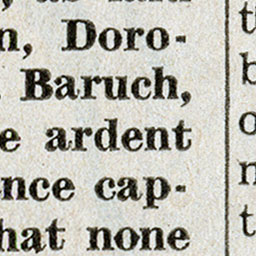 n, Doro-
Baruch,
e ardent
nce cap-
hat none